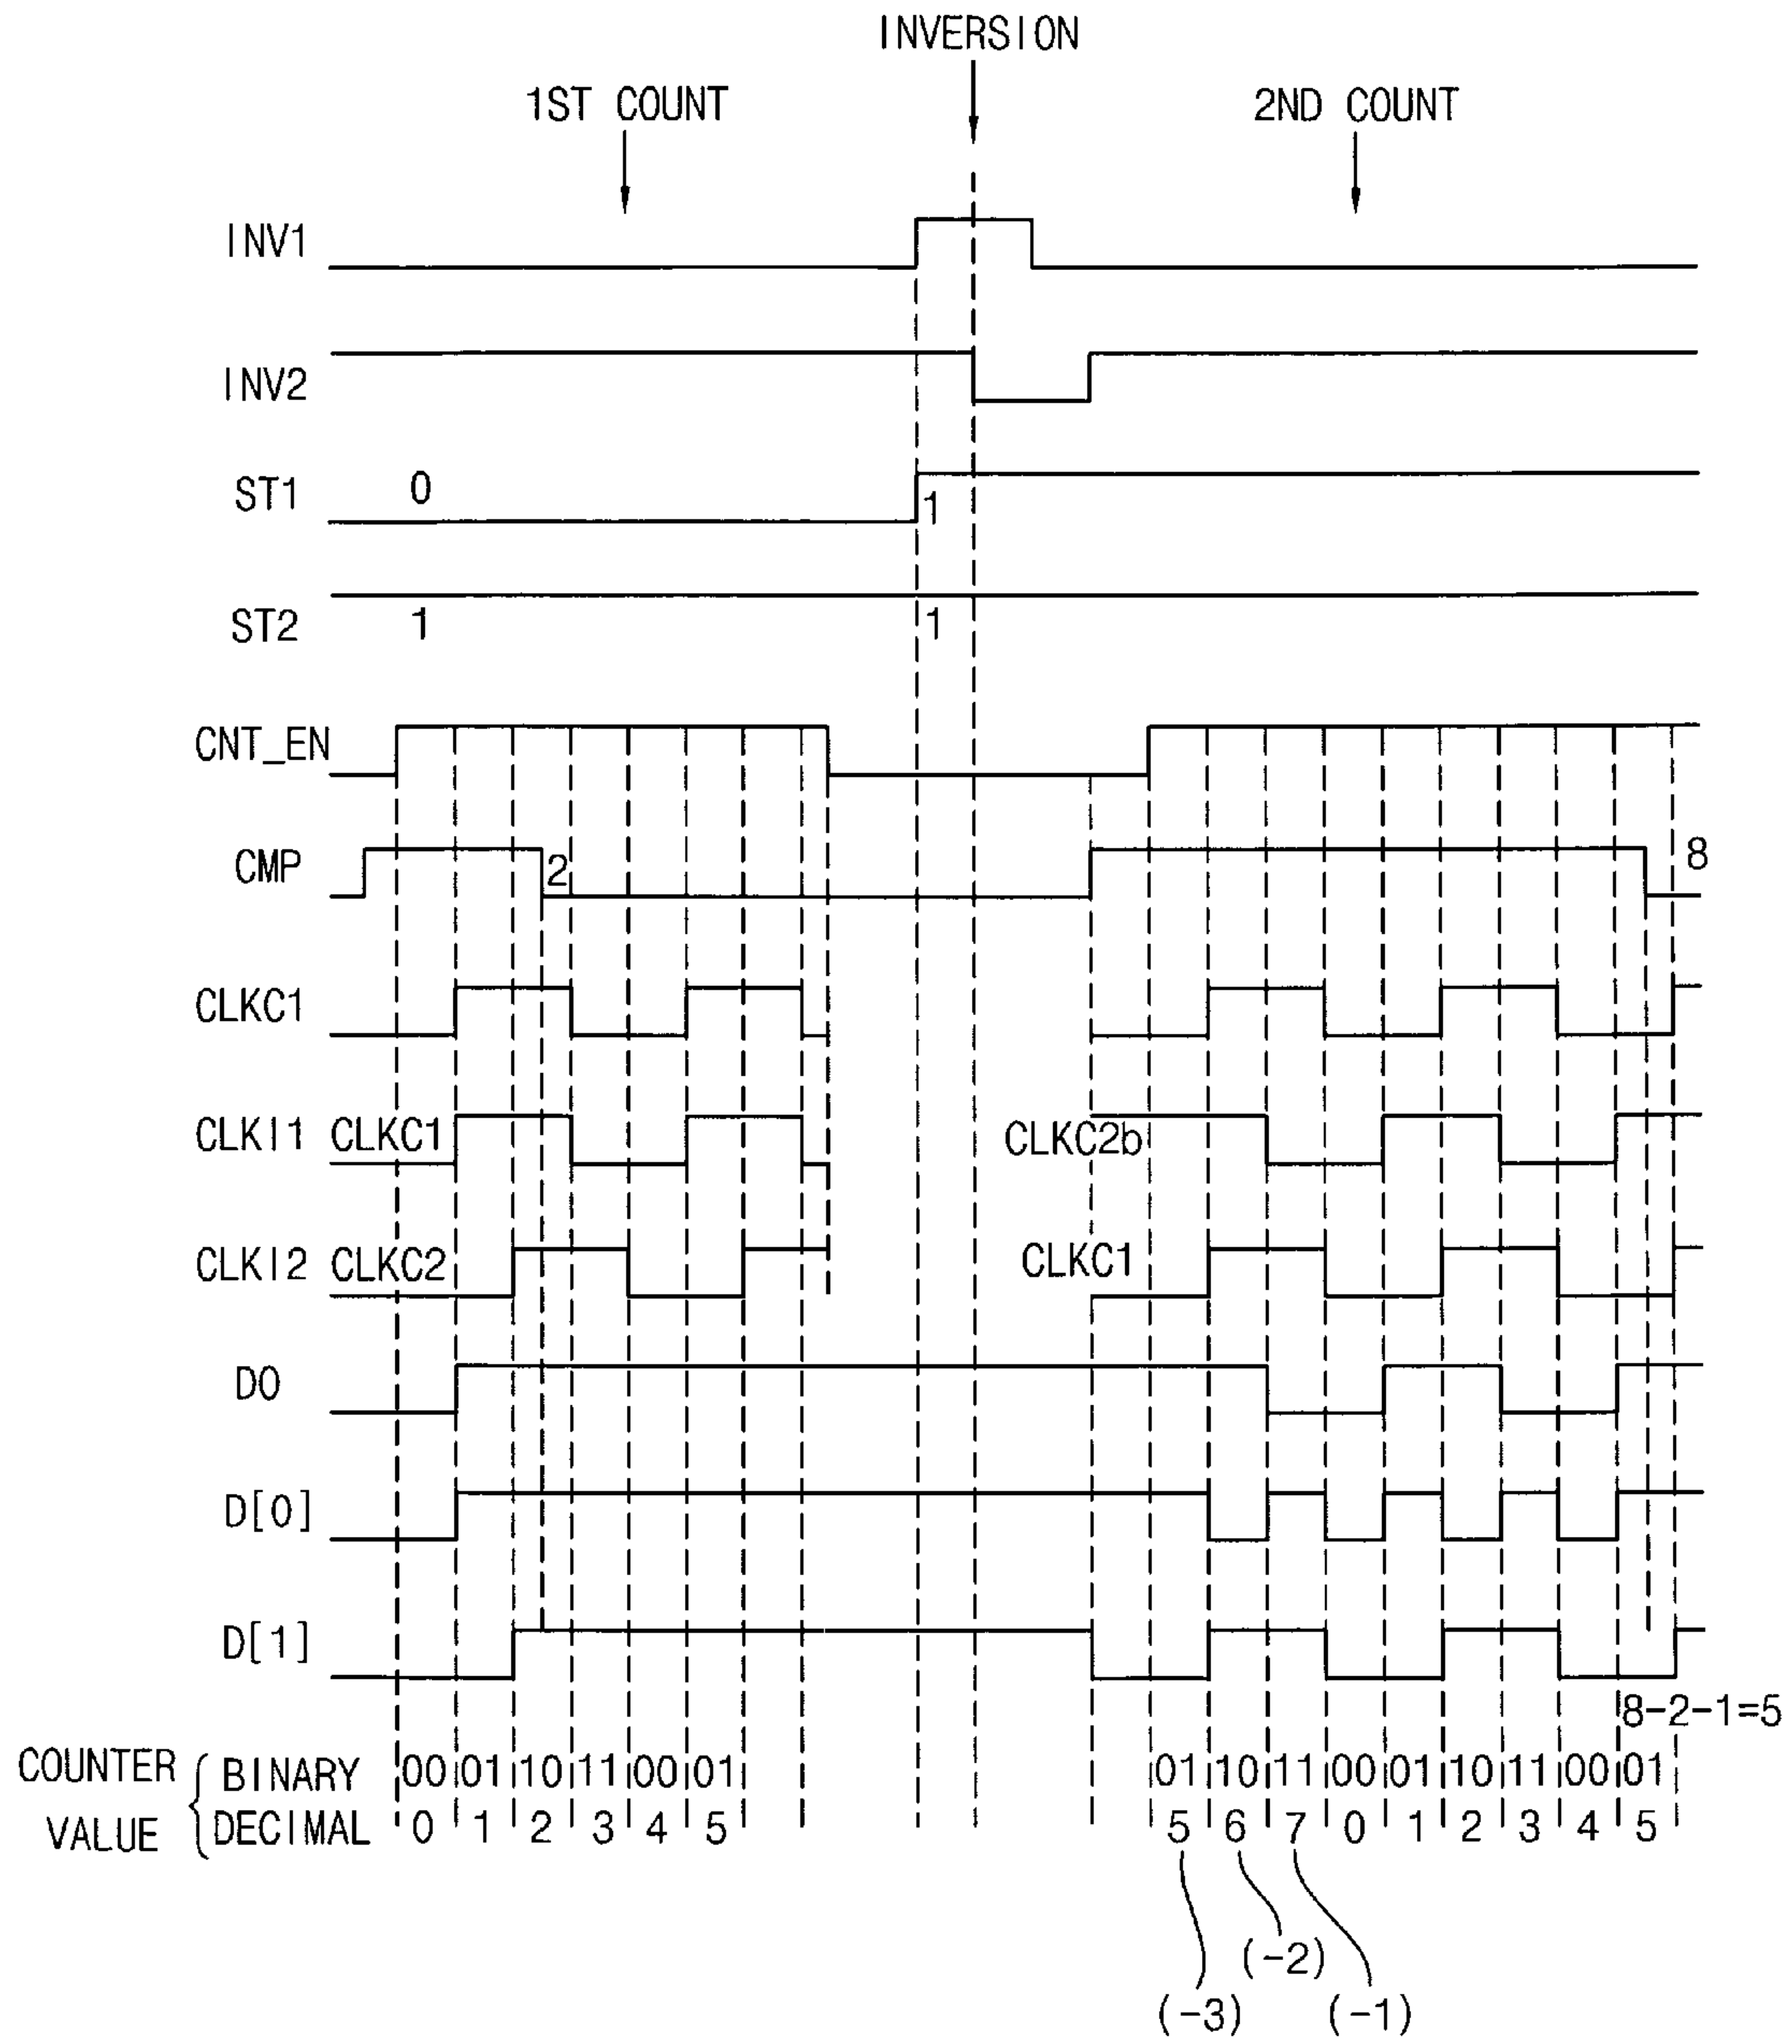 INVERSION
1ST COUNT
2ND COUNT
INV1
INV2
ST1 0 1
ST2 1 1
CNT_EN
CMP 2 8
CLKC1
CLKI1 CLKC1 CLKC2b
CLKI2 CLKC2 CLKC1
D0
D[0]
D[1]
8-2-1=5
COUNTER VALUE
BINARY 00 01 10 11 00 01 01 10 11 00 01 10 11 00 01
DECIMAL 0 1 2 3 4 5 5 6 7 0 1 2 3 4 5
(-2)
(-3) (-1)